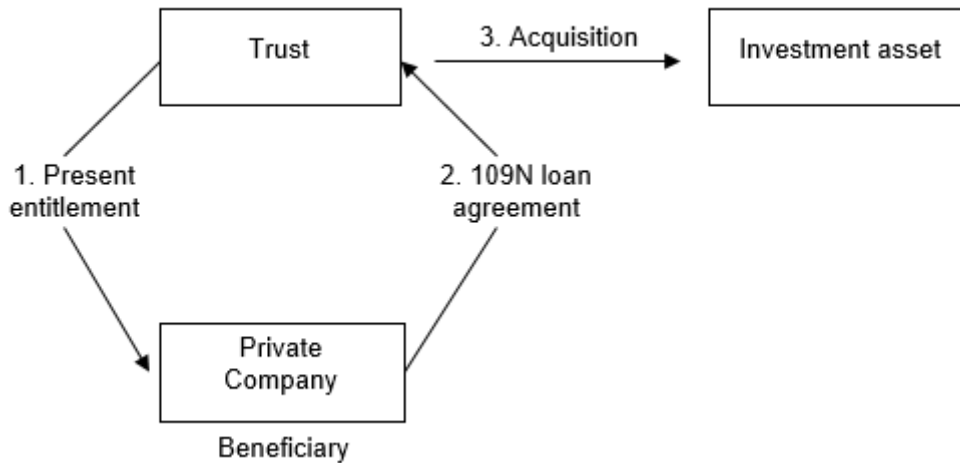 Trust
3. Acquisition
Investment asset
1. Present
entitlement
2. 109N loan
agreement
Private
Company
Beneficiary